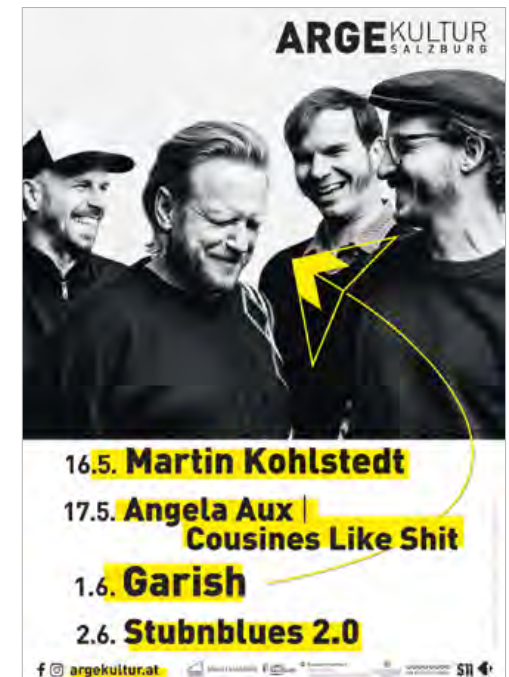 ARGEKULTUR
SALZBURG
16.5. Martin Kohlstedt
17.5. Angela Aux |
Cousines Like Shit
1.6. Garish
2.6. Stubnblues 2.0
argekultur.at